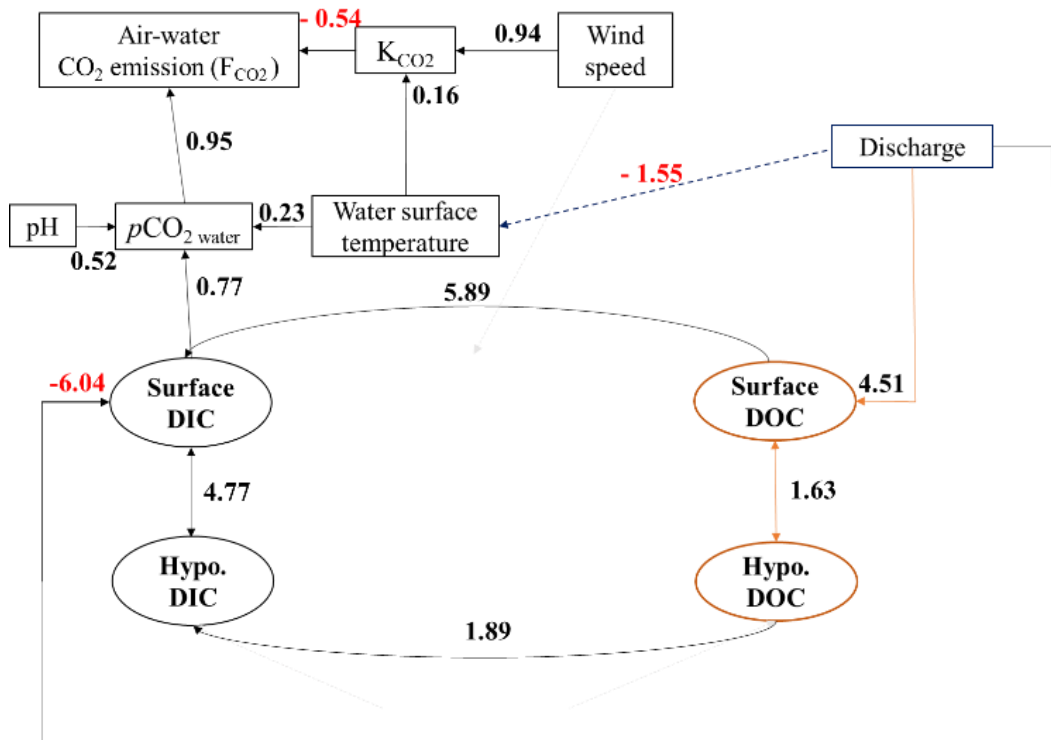 - 0.54
Air-water
CO₂ emission (F_CO2)
K_CO2
0.94
Wind
speed
0.16
0.95
Discharge
- 1.55
pH
0.52
pCO₂ water
0.23
Water surface
temperature
0.77
5.89
-6.04
Surface
DIC
Surface
DOC
4.51
4.77
1.63
Hypo.
DIC
Hypo.
DOC
1.89